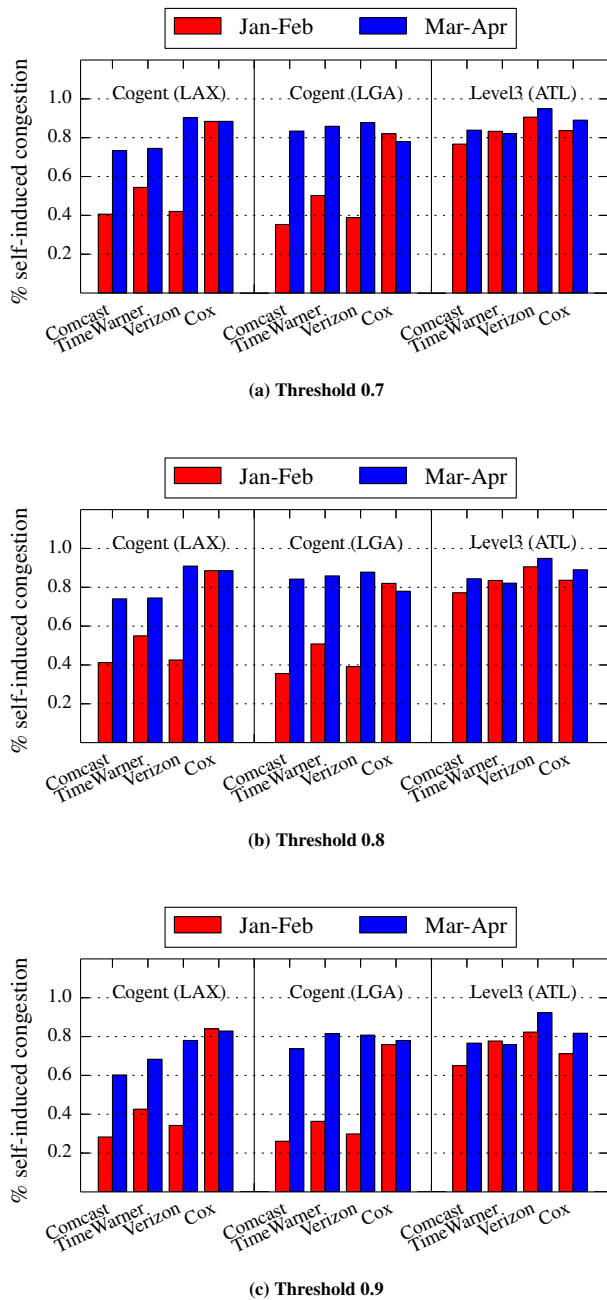 Jan-Feb Mar-Apr
% self-induced congestion
1.0
0.8
0.6
0.4
0.2
Cogent (LAX) Cogent (LGA) Level3 (ATL)
Comcast TimeWarner Verizon Cox Comcast TimeWarner Verizon Cox Comcast TimeWarner Verizon Cox
(a) Threshold 0.7
Jan-Feb Mar-Apr
% self-induced congestion
1.0
0.8
0.6
0.4
0.2
Cogent (LAX) Cogent (LGA) Level3 (ATL)
Comcast TimeWarner Verizon Cox Comcast TimeWarner Verizon Cox Comcast TimeWarner Verizon Cox
(b) Threshold 0.8
Jan-Feb Mar-Apr
% self-induced congestion
1.0
0.8
0.6
0.4
0.2
Cogent (LAX) Cogent (LGA) Level3 (ATL)
Comcast TimeWarner Verizon Cox Comcast TimeWarner Verizon Cox Comcast TimeWarner Verizon Cox
(c) Threshold 0.9